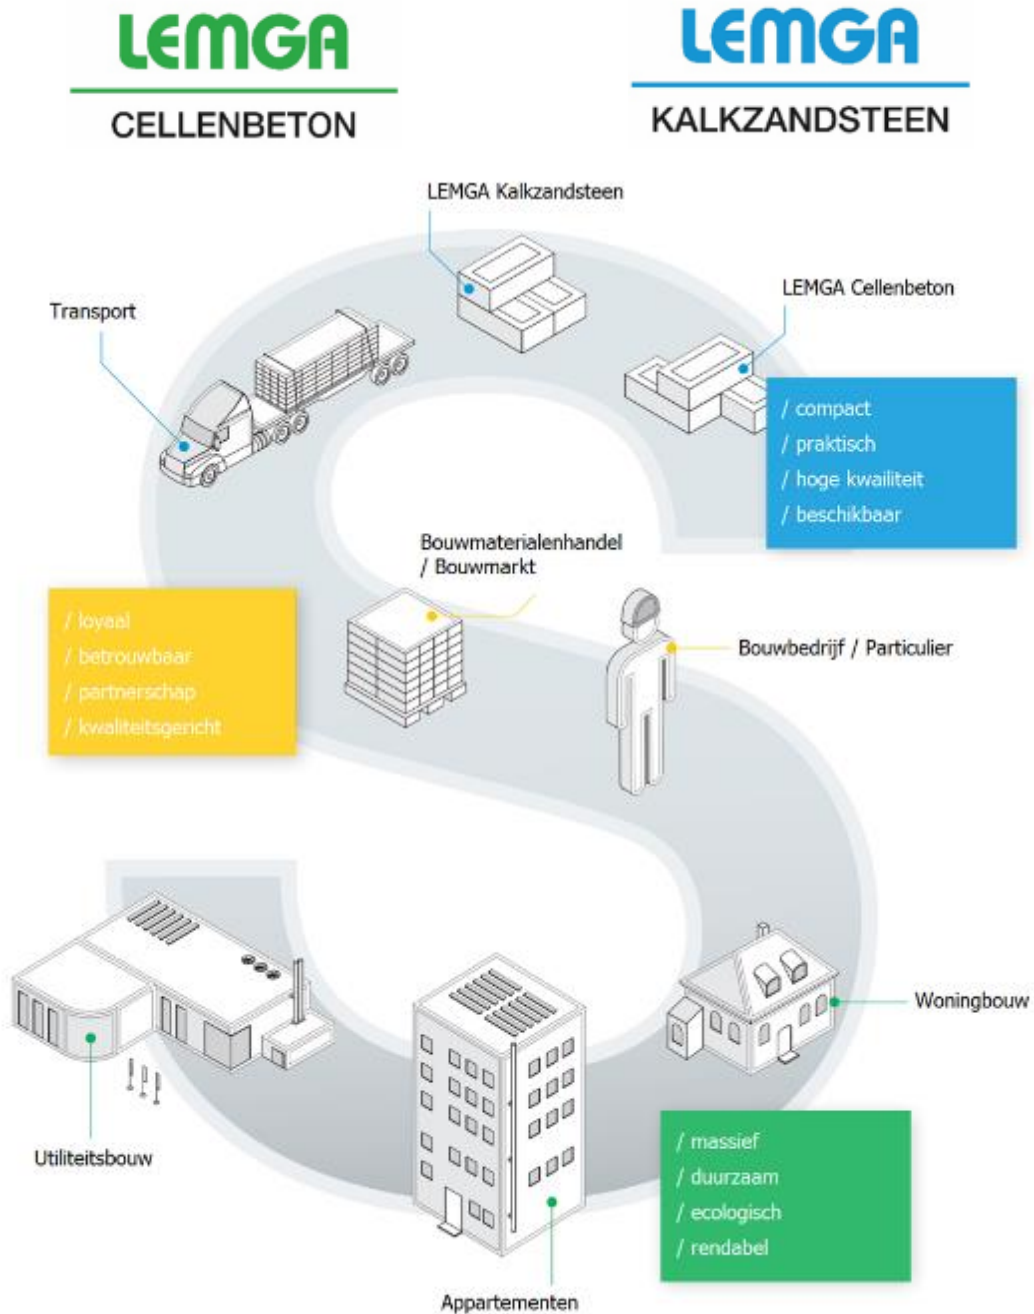 LEMGA
CELLENBETON
LEMGA
KALKZANDSTEEN
LEMGA Kalkzandsteen
LEMGA Cellenbeton
Transport
/ compact
/ praktisch
/ hoge kwailiteit
/ beschikbaar
Bouwmaterialenhandel
/ Bouwmarkt
/ loyaal
/ betrouwbaar
/ partnerschap
/ kwaliteitsgericht
Bouwbedrijf / Particulier
Woningbouw
Utiliteitsbouw
/ massief
/ duurzaam
/ ecologisch
/ rendabel
Appartementen